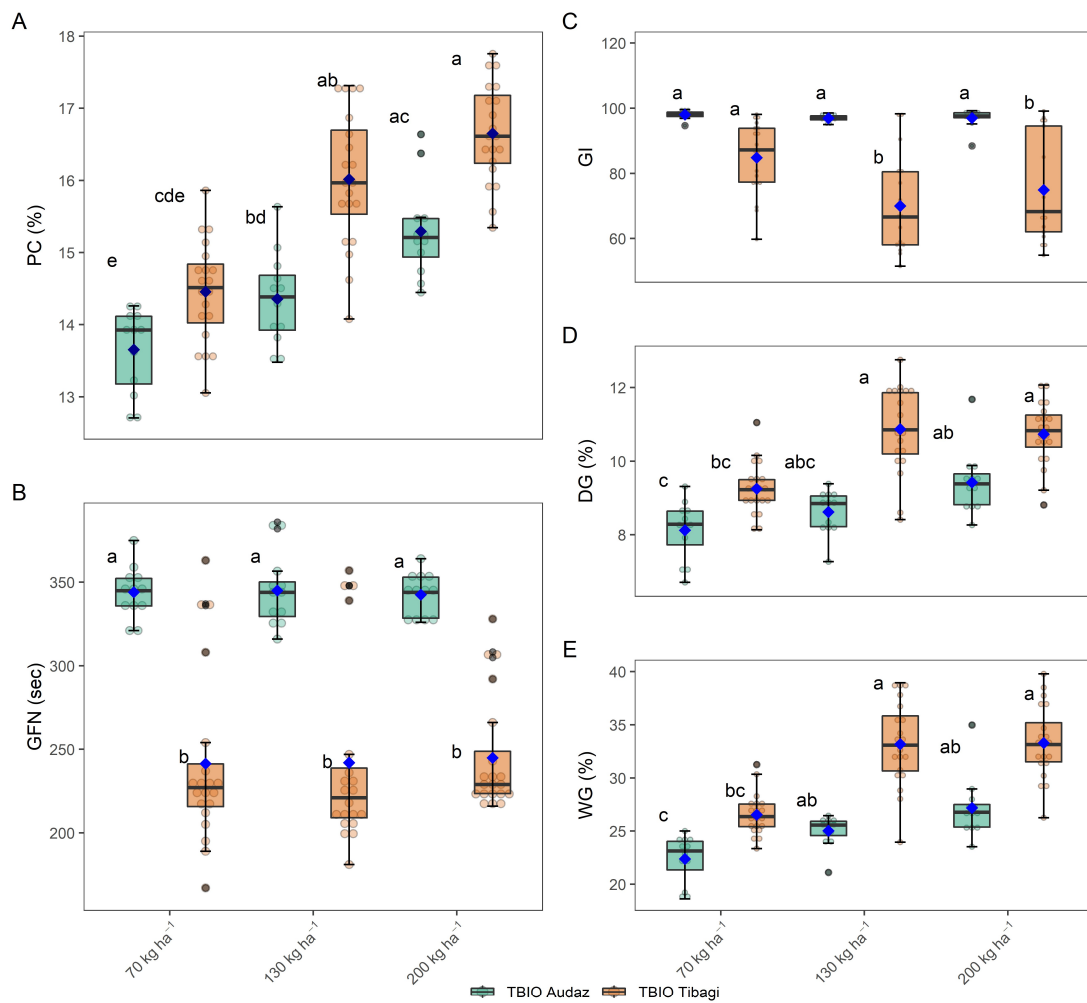 A
18
17
16
15
14
13
PC (%)
e
cde
bd
ab
ac
a
B
350
300
250
200
GFN (sec)
a
b
a
b
a
b
70 kg ha⁻¹
130 kg ha⁻¹
200 kg ha⁻¹
C
120
100
80
60
GI
a
a
a
b
a
b
D
12
10
8
DG (%)
c
bc
abc
a
ab
a
E
40
35
30
25
20
WG (%)
c
bc
ab
a
ab
a
70 kg ha⁻¹
130 kg ha⁻¹
200 kg ha⁻¹
TBIO Audaz TBIO Tibagi